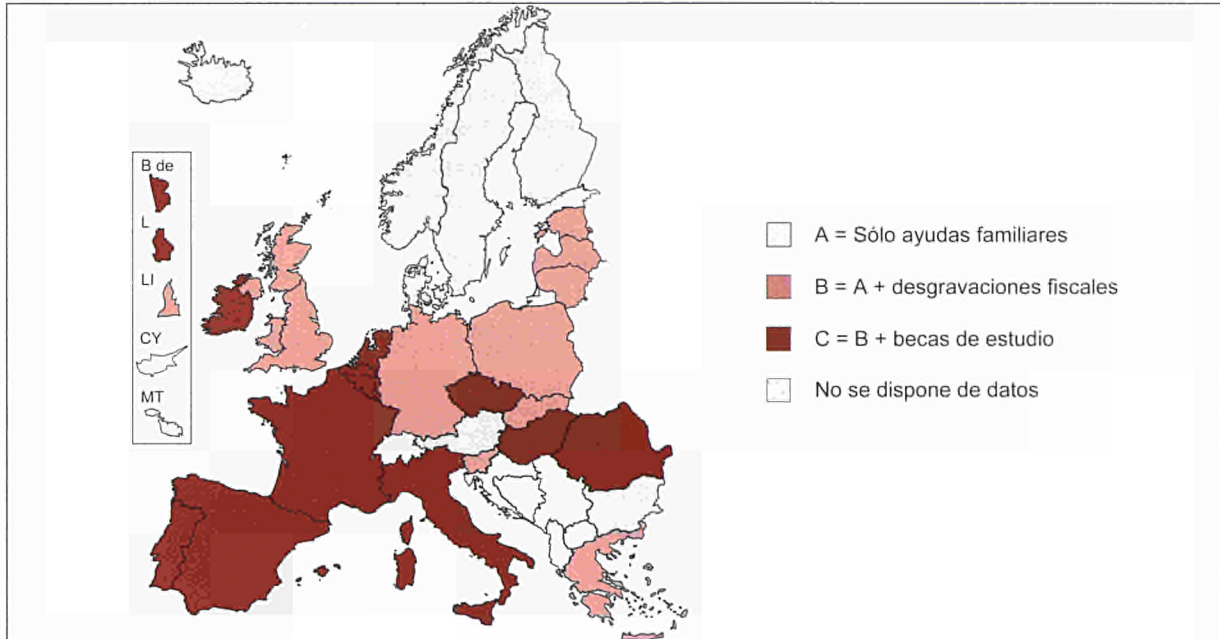 B de
L
LI
CY
MT
A = Sólo ayudas familiares
B = A + desgravaciones fiscales
C = B + becas de estudio
No se dispone de datos